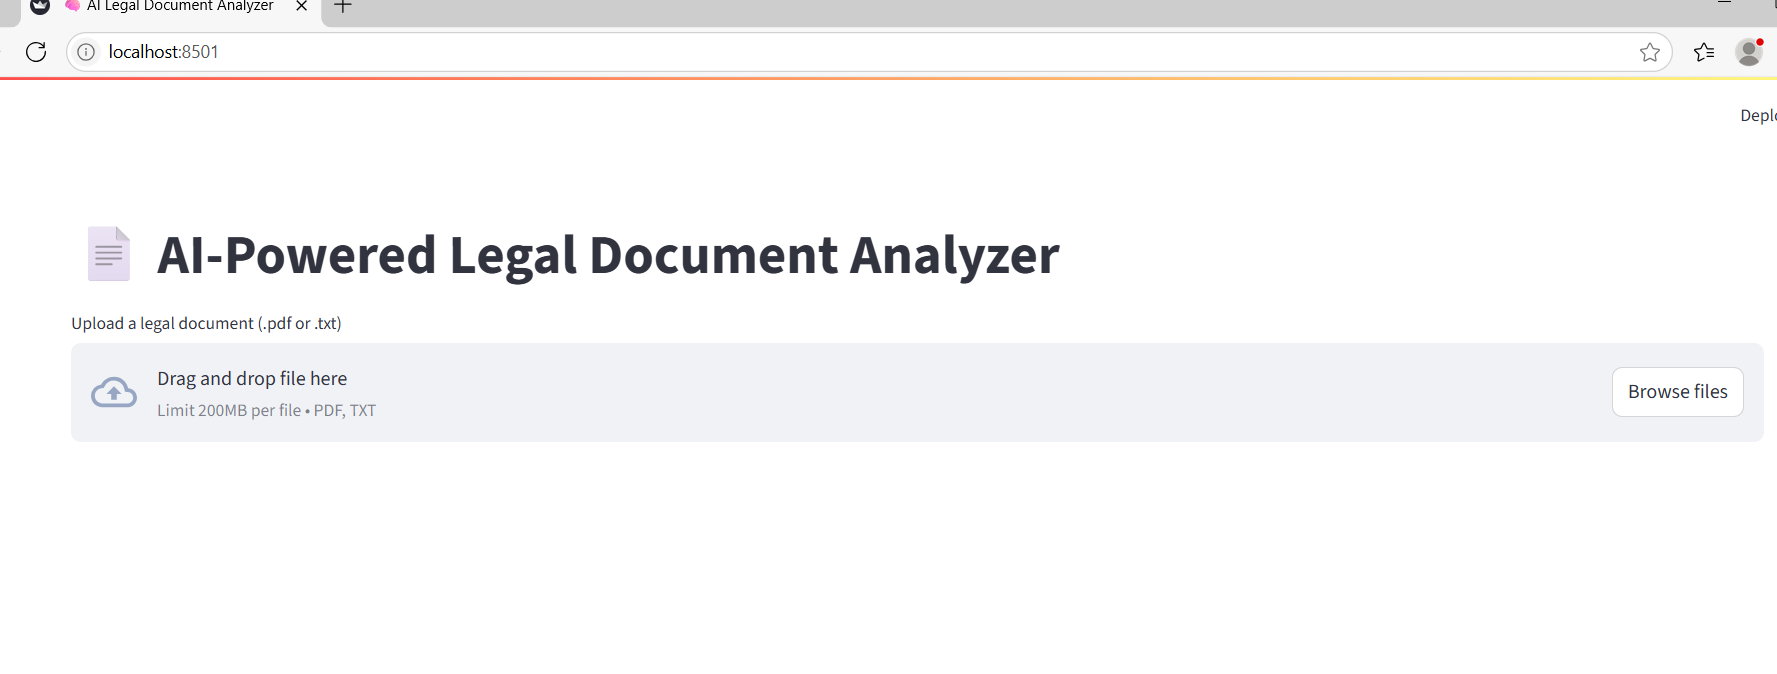 AI Legal Document Analyzer
localhost:8501
AI-Powered Legal Document Analyzer
Upload a legal document (.pdf or .txt)
Drag and drop file here
Limit 200MB per file • PDF, TXT
Browse files